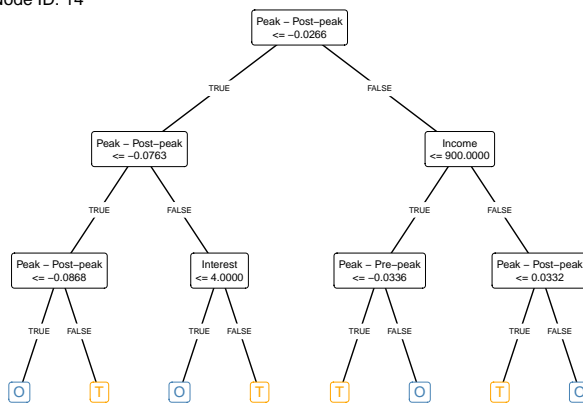 Node ID: 14
Peak − Post−peak
<= −0.0266
TRUE
FALSE
Peak − Post−peak
<= −0.0763
Income
<= 900.0000
TRUE
FALSE
TRUE
FALSE
Peak − Post−peak
<= −0.0868
Interest
<= 4.0000
Peak − Pre−peak
<= −0.0336
Peak − Post−peak
<= 0.0332
TRUE
FALSE
TRUE
FALSE
TRUE
FALSE
TRUE
FALSE
O
T
O
T
T
O
T
O